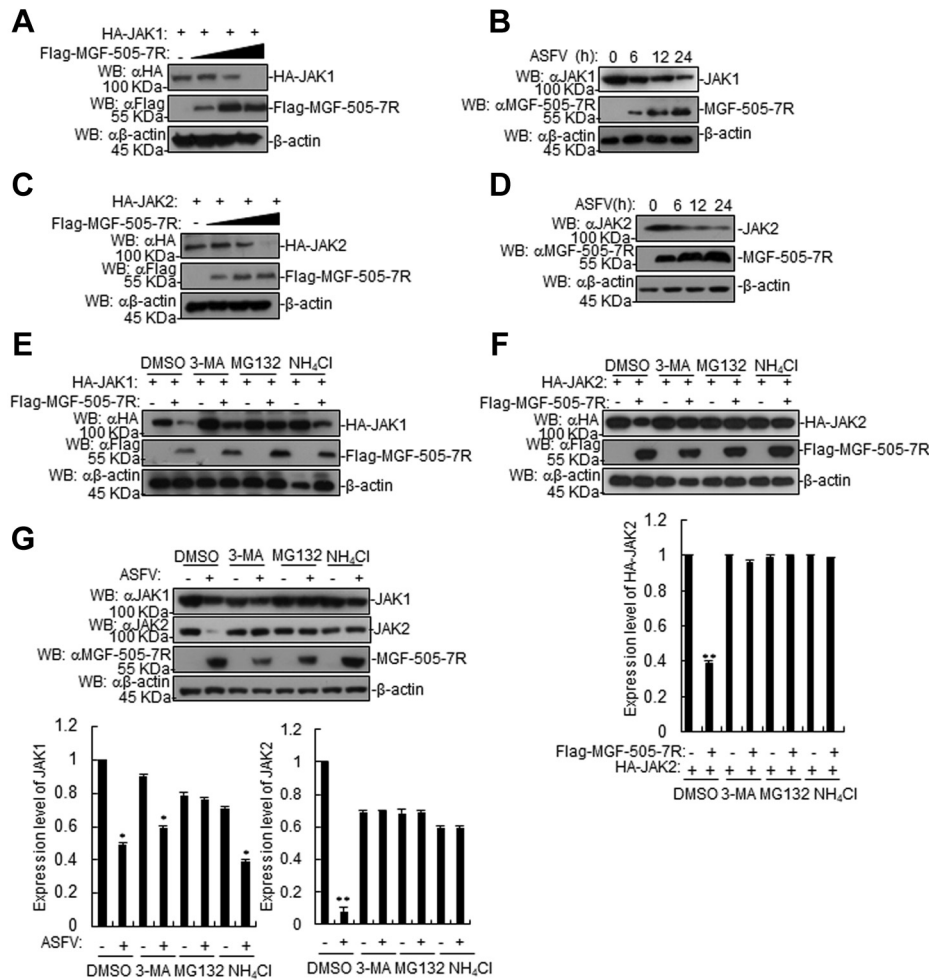 A
HA-JAK1: + + + +
Flag-MGF-505-7R: -
WB: αHA
100 KDa
HA-JAK1
WB: αFlag
55 KDa
Flag-MGF-505-7R
WB: αβ-actin
45 KDa
β-actin
B
ASFV (h): 0 6 12 24
WB: αJAK1
100 KDa
JAK1
WB: αMGF-505-7R
55 KDa
MGF-505-7R
WB: αβ-actin
45 KDa
β-actin
C
HA-JAK2: + + + +
Flag-MGF-505-7R: -
WB: αHA
100 KDa
HA-JAK2
WB: αFlag
55 KDa
Flag-MGF-505-7R
WB: αβ-actin
45 KDa
β-actin
D
ASFV(h): 0 6 12 24
WB: αJAK2
100 KDa
JAK2
WB: αMGF-505-7R
55 KDa
MGF-505-7R
WB: αβ-actin
45 KDa
β-actin
E
DMSO 3-MA MG132 NH₄Cl
HA-JAK1: + + + + + + + +
Flag-MGF-505-7R: - + - + - + - +
WB: αHA
100 KDa
HA-JAK1
WB: αFlag
55 KDa
Flag-MGF-505-7R
WB: αβ-actin
45 KDa
β-actin
F
DMSO 3-MA MG132 NH₄Cl
HA-JAK2: + + + + + + + +
Flag-MGF-505-7R: - + - + - + - +
WB: αHA
100 KDa
HA-JAK2
WB: αFlag
55 KDa
Flag-MGF-505-7R
WB: αβ-actin
45 KDa
β-actin
Expression level of HA-JAK2
1.2
1
0.8
0.6
0.4
0.2
0
**
Flag-MGF-505-7R: - + - + - + - +
HA-JAK2: + + + + + + + +
DMSO 3-MA MG132 NH₄Cl
G
DMSO 3-MA MG132 NH₄Cl
ASFV: - + - + - + - +
WB: αJAK1
100 KDa
JAK1
WB: αJAK2
100 KDa
JAK2
WB: αMGF-505-7R
55 KDa
MGF-505-7R
WB: αβ-actin
45 KDa
β-actin
Expression level of JAK1
1.2
1
0.8
0.6
0.4
0.2
0
* * *
ASFV: - + - + - + - +
DMSO 3-MA MG132 NH₄Cl
Expression level of JAK2
1.2
1
0.8
0.6
0.4
0.2
0
**
- + - + - + - +
DMSO 3-MA MG132 NH₄Cl